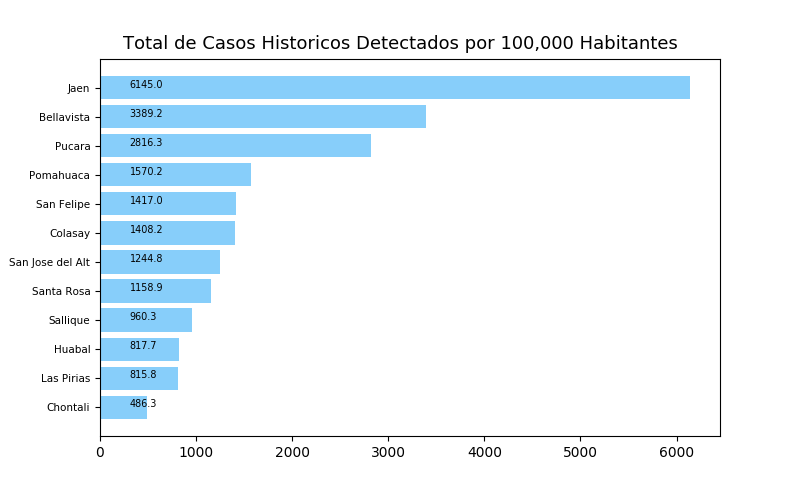 Total de Casos Historicos Detectados por 100,000 Habitantes
Jaen 6145.0
Bellavista 3389.2
Pucara 2816.3
Pomahuaca 1570.2
San Felipe 1417.0
Colasay 1408.2
San Jose del Alt 1244.8
Santa Rosa 1158.9
Sallique 960.3
Huabal 817.7
Las Pirias 815.8
Chontali 486.3
0 1000 2000 3000 4000 5000 6000